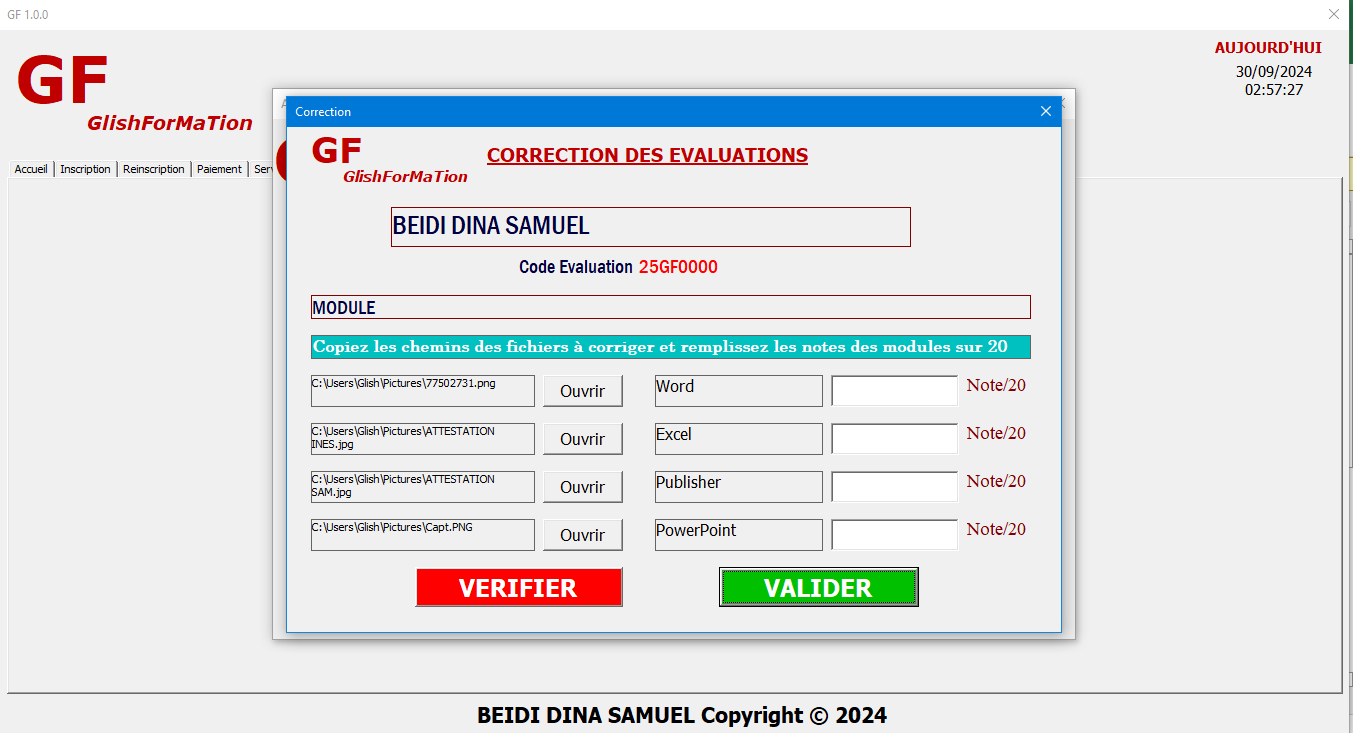 GF 1.0.0
AUJOURD'HUI
30/09/2024
02:57:27
GF
GlishForMaTion
Accueil
Inscription
Reinscription
Paiement
Correction
GF
GlishForMaTion
CORRECTION DES EVALUATIONS
BEIDI DINA SAMUEL
Code Evaluation 25GF0000
MODULE
Copiez les chemins des fichiers à corriger et remplissez les notes des modules sur 20
C:\Users\Glish\Pictures\77502731.png
Ouvrir
Word
Note/20
C:\Users\Glish\Pictures\ATTESTATION
INES.jpg
Ouvrir
Excel
Note/20
C:\Users\Glish\Pictures\ATTESTATION
SAM.jpg
Ouvrir
Publisher
Note/20
C:\Users\Glish\Pictures\Capt.PNG
Ouvrir
PowerPoint
Note/20
VERIFIER
VALIDER
BEIDI DINA SAMUEL Copyright © 2024